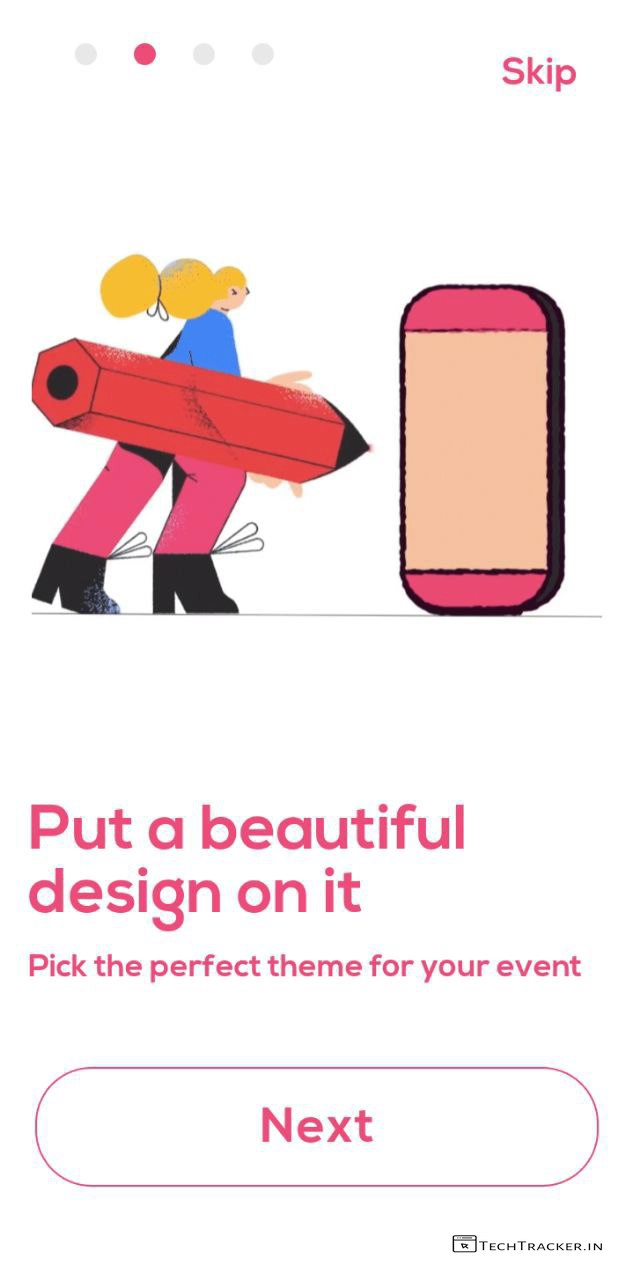 Skip
Put a beautiful
design on it
Pick the perfect theme for your event
Next
TECHTRACKER.IN